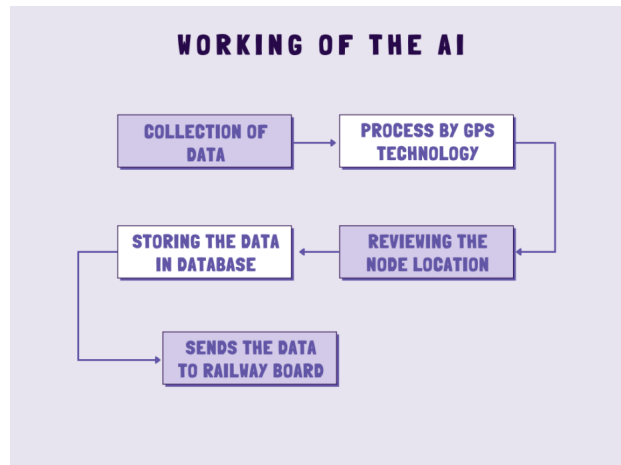 WORKING OF THE AI
COLLECTION OF
DATA
PROCESS BY GPS
TECHNOLOGY
REVIEWING THE
NODE LOCATION
STORING THE DATA
IN DATABASE
SENDS THE DATA
TO RAILWAY BOARD